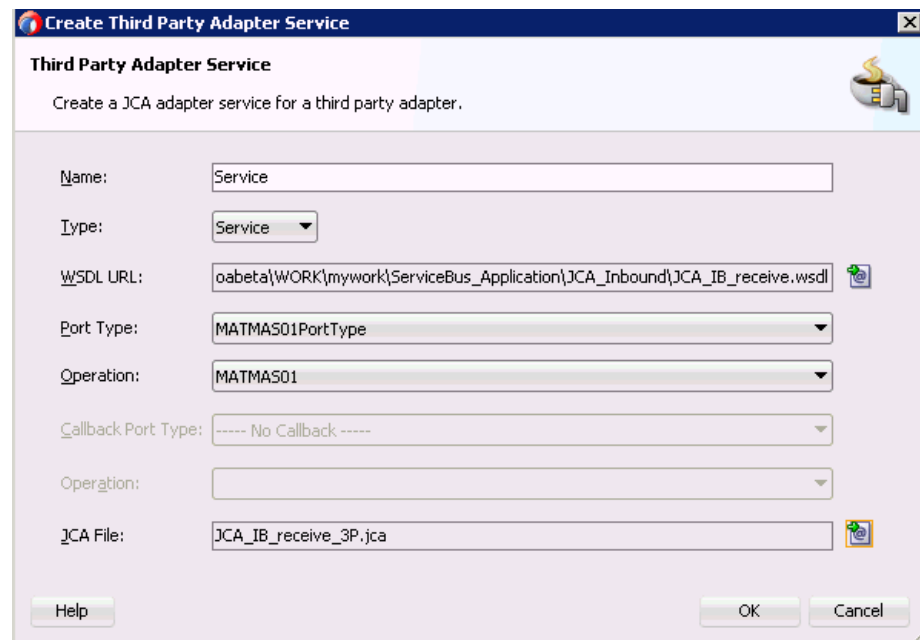 Create Third Party Adapter Service
Third Party Adapter Service
Create a JCA adapter service for a third party adapter.
Name: Service
Type: Service
WSDL URL: oabeta\WORK\mywork\ServiceBus_Application\JCA_Inbound\JCA_IB_receive.wsdl
Port Type: MATMAS01PortType
Operation: MATMAS01
Callback Port Type: ----- No Callback -----
Operation:
JCA File: JCA_IB_receive_3P.jca
Help OK Cancel